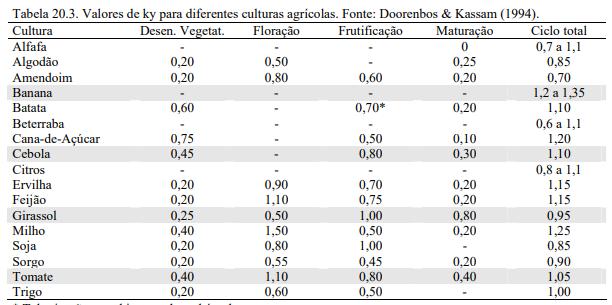 Tabela 20.3. Valores de ky para diferentes culturas agrícolas. Fonte: Doorenbos & Kassam (1994).
Cultura Desen. Vegetat. Floração Frutificação Maturação Ciclo total
Alfafa - - - 0 0,7 a 1,1
Algodão 0,20 0,50 - 0,25 0,85
Amendoim 0,20 0,80 0,60 0,20 0,70
Banana - - - - 1,2 a 1,35
Batata 0,60 0,70* 0,20 1,10
Beterraba - - - - 0,6 a 1,1
Cana-de-Açúcar 0,75 - 0,50 0,10 1,20
Cebola 0,45 - 0,80 0,30 1,10
Citros - - - - 0,8 a 1,1
Ervilha 0,20 0,90 0,70 0,20 1,15
Feijão 0,20 1,10 0,75 0,20 1,15
Girassol 0,25 0,50 1,00 0,80 0,95
Milho 0,40 1,50 0,50 0,20 1,25
Soja 0,20 0,80 1,00 - 0,85
Sorgo 0,20 0,55 0,45 0,20 0,90
Tomate 0,40 1,10 0,80 0,40 1,05
Trigo 0,20 0,60 0,50 - 1,00